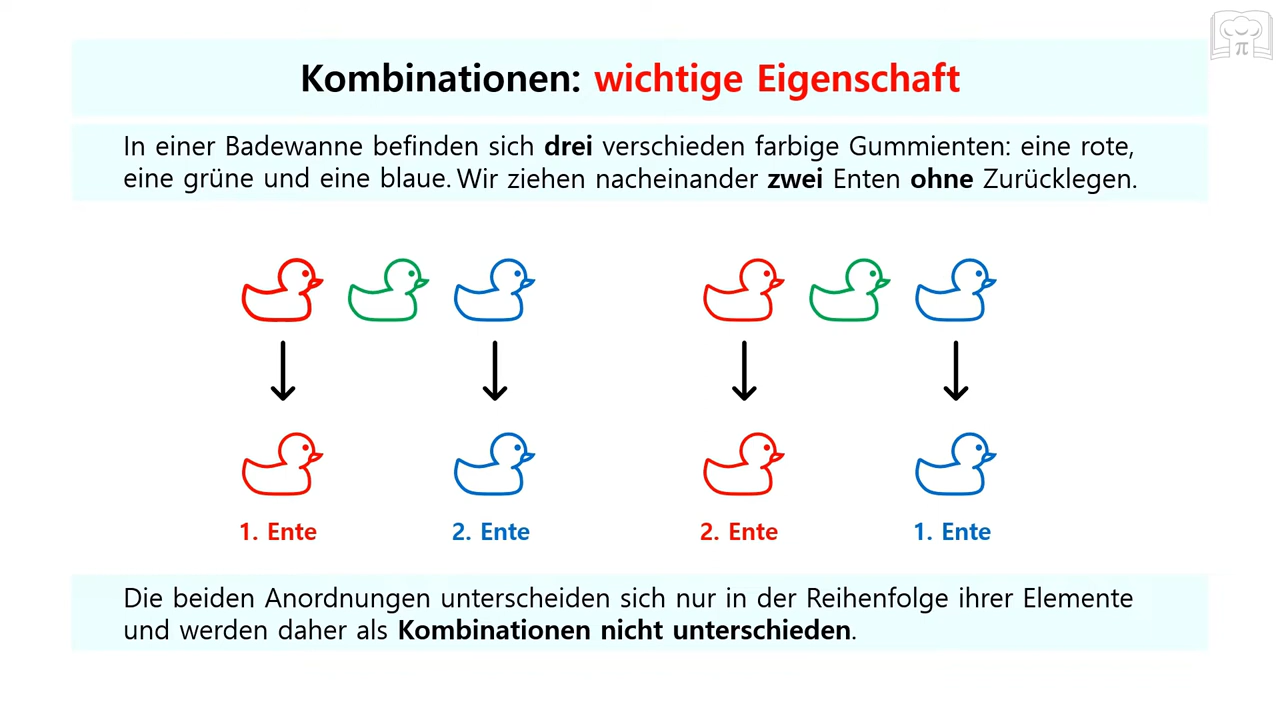 Kombinationen: wichtige Eigenschaft
In einer Badewanne befinden sich drei verschieden farbige Gummienten: eine rote,
eine grüne und eine blaue. Wir ziehen nacheinander zwei Enten ohne Zurücklegen.
1. Ente 2. Ente 2. Ente 1. Ente
Die beiden Anordnungen unterscheiden sich nur in der Reihenfolge ihrer Elemente
und werden daher als Kombinationen nicht unterschieden.
π